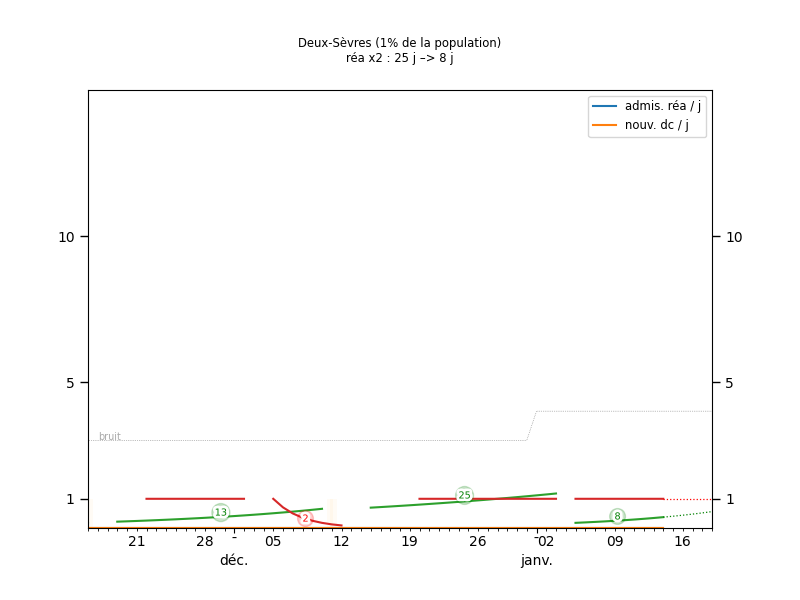 Deux-Sèvres (1% de la population)
réa x2 : 25 j –> 8 j
admis. réa / j
nouv. dc / j
10
10
5
5
bruit
1
1
13
2
25
8
21
28
05
12
19
26
02
09
16
déc.
janv.